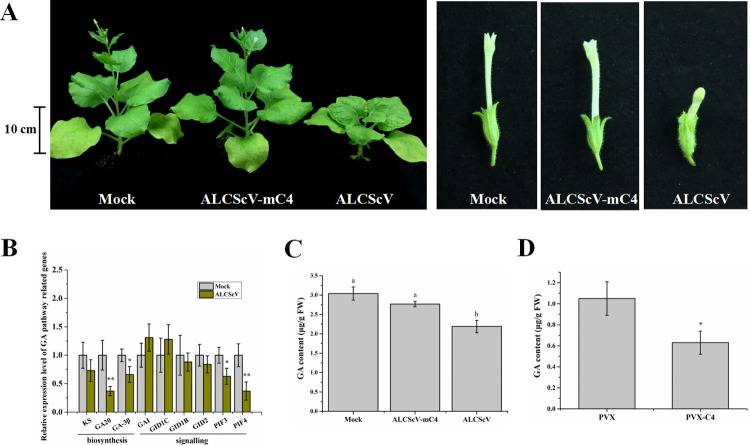 A
10 cm
Mock
ALCScV-mC4
ALCScV
Mock
ALCScV-mC4
ALCScV
B
Relative expression level of GA pathway related genes
2.5
2.0
1.5
1.0
0.5
0.0
Mock
ALCScV
**
*
*
**
KS
GA20
GA-3β
GAI
GID1C
GID1B
GID2
PIF3
PIF4
biosynthesis
signalling
C
GA content (µg/g FW)
3.5
3.0
2.5
2.0
1.5
1.0
0.5
0.0
a
a
b
Mock
ALCScV-mC4
ALCScV
D
GA content (µg/g FW)
1.2
1.0
0.8
0.6
0.4
0.2
0.0
*
PVX
PVX-C4